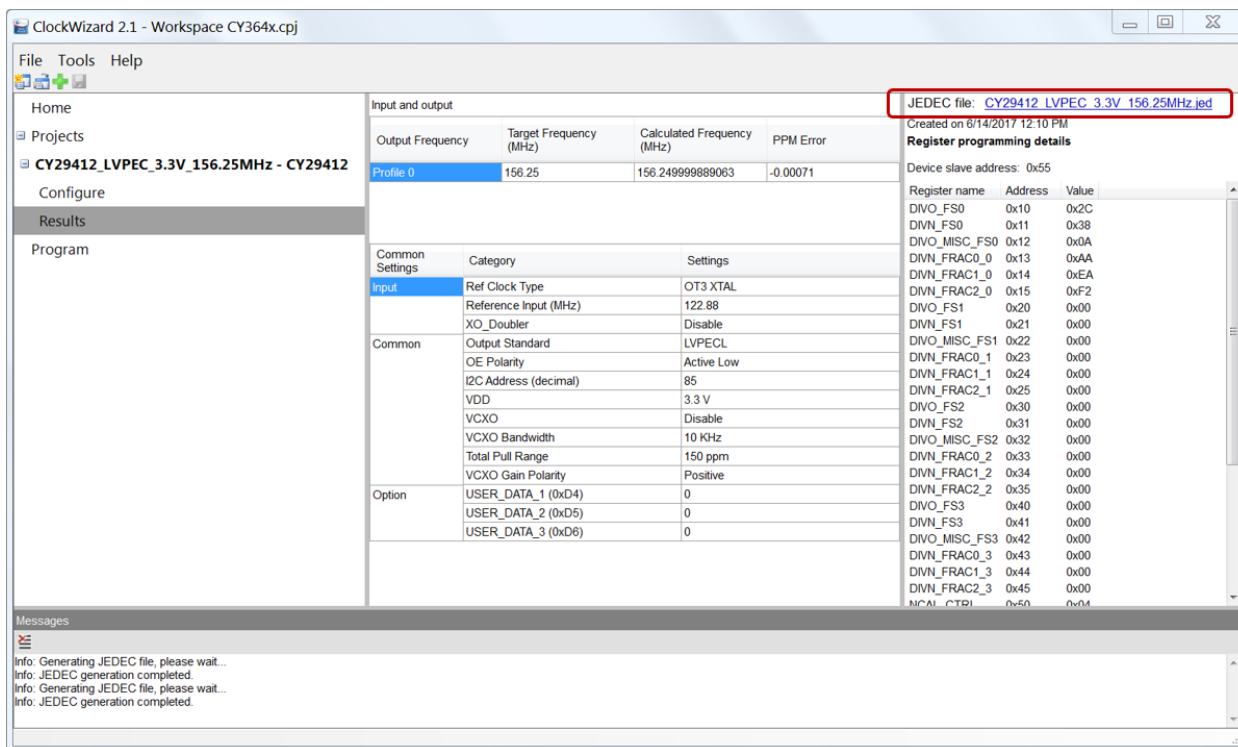 ClockWizard 2.1 - Workspace CY364x.cpj
File Tools Help
Home
Projects
CY29412_LVPEC_3.3V_156.25MHz - CY29412
Configure
Results
Program
Input and output
Output Frequency Target Frequency (MHz) Calculated Frequency (MHz) PPM Error
Profile 0 156.25 156.249999889063 -0.00071
Common Settings Category Settings
Input Ref Clock Type OT3 XTAL
Reference Input (MHz) 122.88
XO_Doubler Disable
Common Output Standard LVPECL
OE Polarity Active Low
I2C Address (decimal) 85
VDD 3.3 V
VCXO Disable
VCXO Bandwidth 10 KHz
Total Pull Range 150 ppm
VCXO Gain Polarity Positive
Option USER_DATA_1 (0xD4) 0
USER_DATA_2 (0xD5) 0
USER_DATA_3 (0xD6) 0
JEDEC file: CY29412_LVPEC_3.3V_156.25MHz.jed
Created on 6/14/2017 12:10 PM
Register programming details
Device slave address: 0x55
Register name Address Value
DIVO_FS0 0x10 0x2C
DIVN_FS0 0x11 0x38
DIVO_MISC_FS0 0x12 0x0A
DIVN_FRAC0_0 0x13 0xAA
DIVN_FRAC1_0 0x14 0xEA
DIVN_FRAC2_0 0x15 0xF2
DIVO_FS1 0x20 0x00
DIVN_FS1 0x21 0x00
DIVO_MISC_FS1 0x22 0x00
DIVN_FRAC0_1 0x23 0x00
DIVN_FRAC1_1 0x24 0x00
DIVN_FRAC2_1 0x25 0x00
DIVO_FS2 0x30 0x00
DIVN_FS2 0x31 0x00
DIVO_MISC_FS2 0x32 0x00
DIVN_FRAC0_2 0x33 0x00
DIVN_FRAC1_2 0x34 0x00
DIVN_FRAC2_2 0x35 0x00
DIVO_FS3 0x40 0x00
DIVN_FS3 0x41 0x00
DIVO_MISC_FS3 0x42 0x00
DIVN_FRAC0_3 0x43 0x00
DIVN_FRAC1_3 0x44 0x00
DIVN_FRAC2_3 0x45 0x00
NCAL_CTRL 0x50 0x04
Messages
Info: Generating JEDEC file, please wait...
Info: JEDEC generation completed.
Info: Generating JEDEC file, please wait...
Info: JEDEC generation completed.